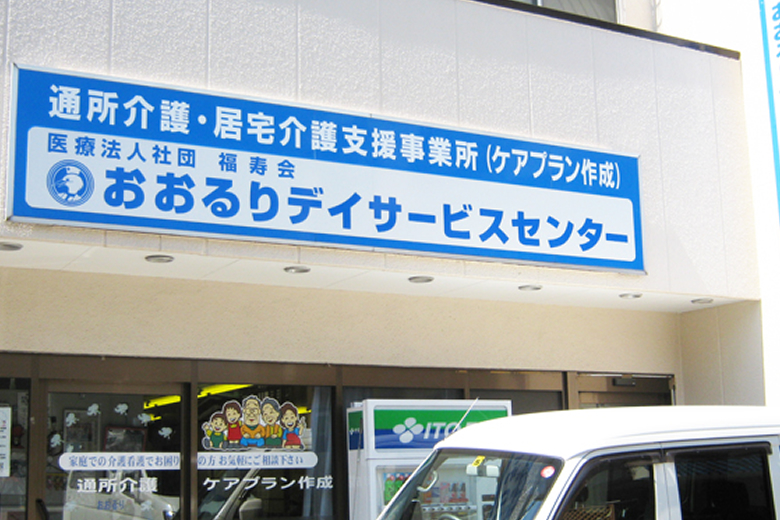 通所介護・居宅介護支援事業所(ケアプラン作成)
医療法人社団 福寿会
おおるりデイサービスセンター
家庭での介護看護でお困りの方 お気軽にご相談下さい
通所介護 ケアプラン作成
おおるり
ITO